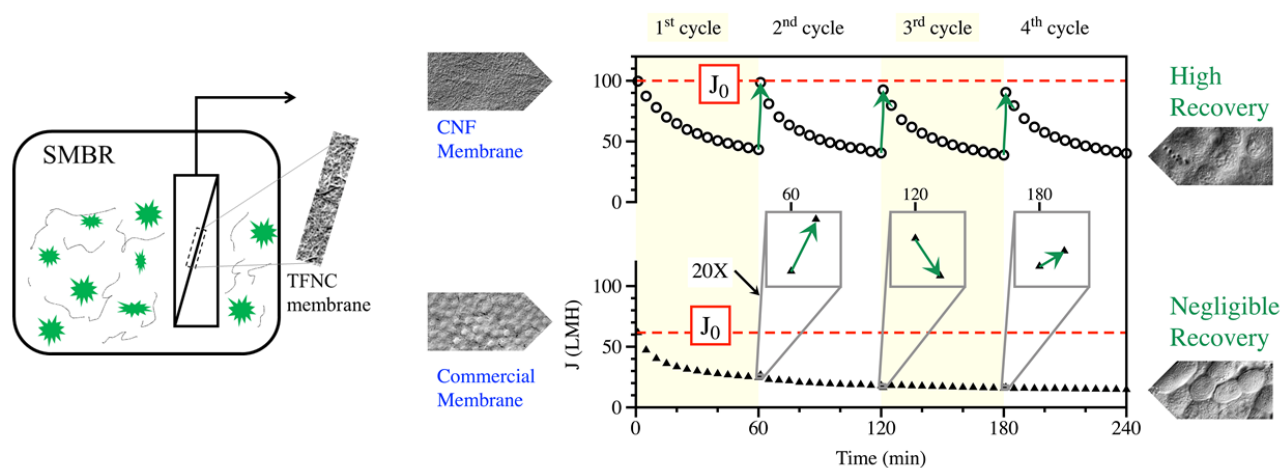 1st cycle
2nd cycle
3rd cycle
4th cycle
SMBR
TFNC
membrane
CNF
Membrane
100
50
0
J0
High
Recovery
60
120
180
20X
Commercial
Membrane
J (LMH)
100
50
0
J0
Negligible
Recovery
0
60
120
180
240
Time (min)